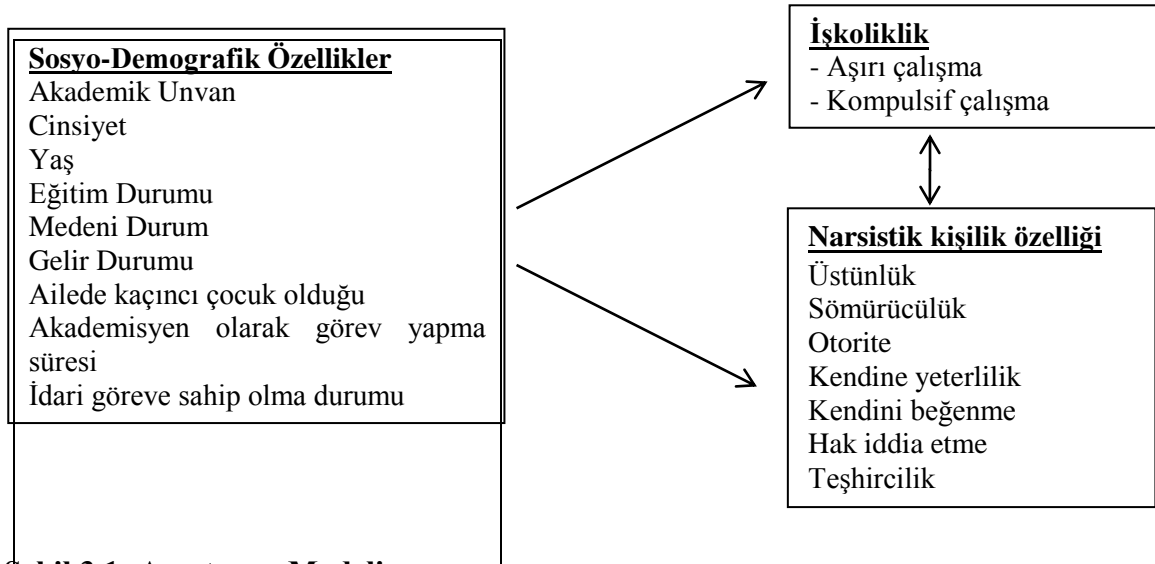 Sosyo-Demografik Özellikler
Akademik Unvan
Cinsiyet
Yaş
Eğitim Durumu
Medeni Durum
Gelir Durumu
Ailede kaçıncı çocuk olduğu
Akademisyen olarak görev yapma
süresi
İdari göreve sahip olma durumu
İşkoliklik
- Aşırı çalışma
- Kompulsif çalışma
Narsistik kişilik özelliği
Üstünlük
Sömürücülük
Otorite
Kendine yeterlilik
Kendini beğenme
Hak iddia etme
Teşhircilik